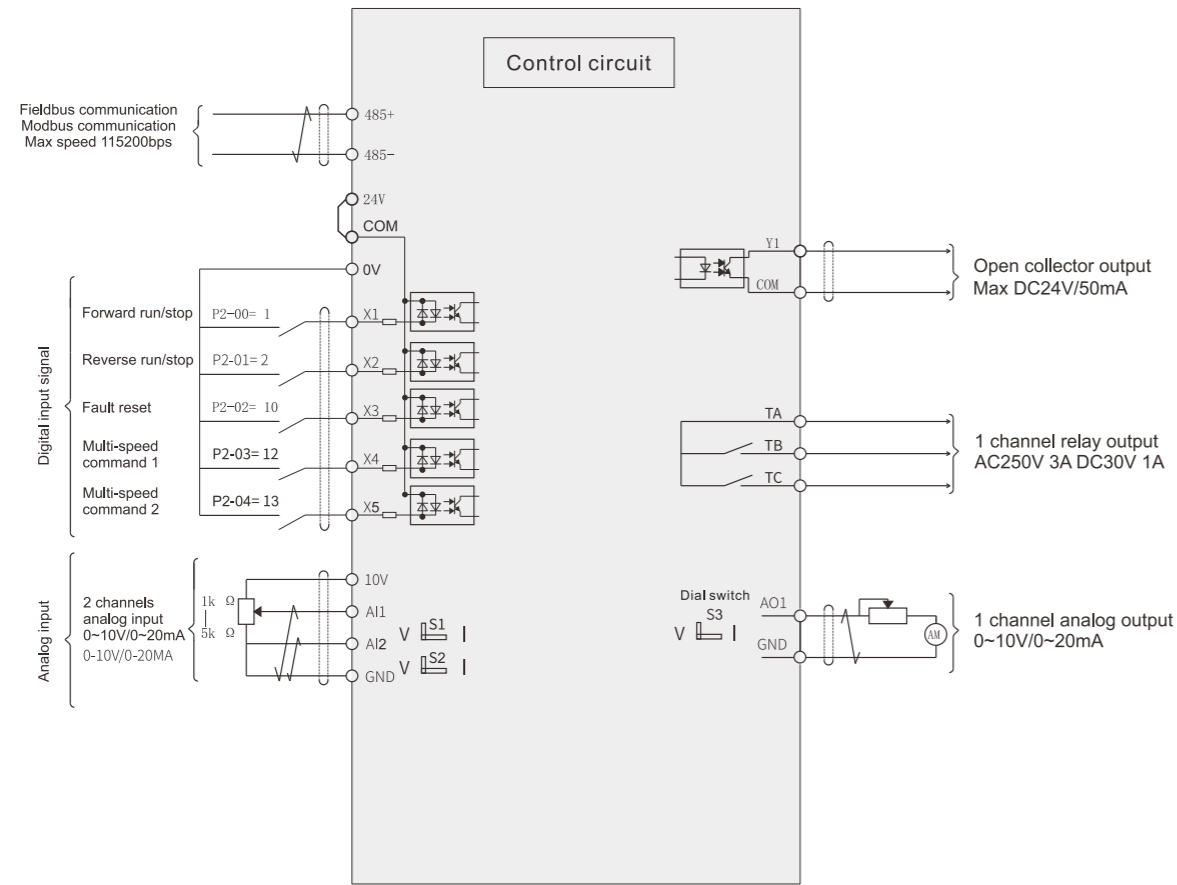 Control circuit
Fieldbus communication
Modbus communication
Max speed 115200bps
485+
485-
24V
COM
0V
Digital input signal
Forward run/stop
P2-00= 1
X1
Reverse run/stop
P2-01= 2
X2
Fault reset
P2-02= 10
X3
Multi-speed
command 1
P2-03= 12
X4
Multi-speed
command 2
P2-04= 13
X5
Analog input
2 channels
analog input
0~10V/0~20mA
0-10V/0-20MA
1k Ω
5k Ω
10V
AI1
AI2
GND
V S1 I
V S2 I
Y1
COM
Open collector output
Max DC24V/50mA
TA
TB
TC
1 channel relay output
AC250V 3A DC30V 1A
Dial switch
S3
V I
AO1
GND
AM
1 channel analog output
0~10V/0~20mA